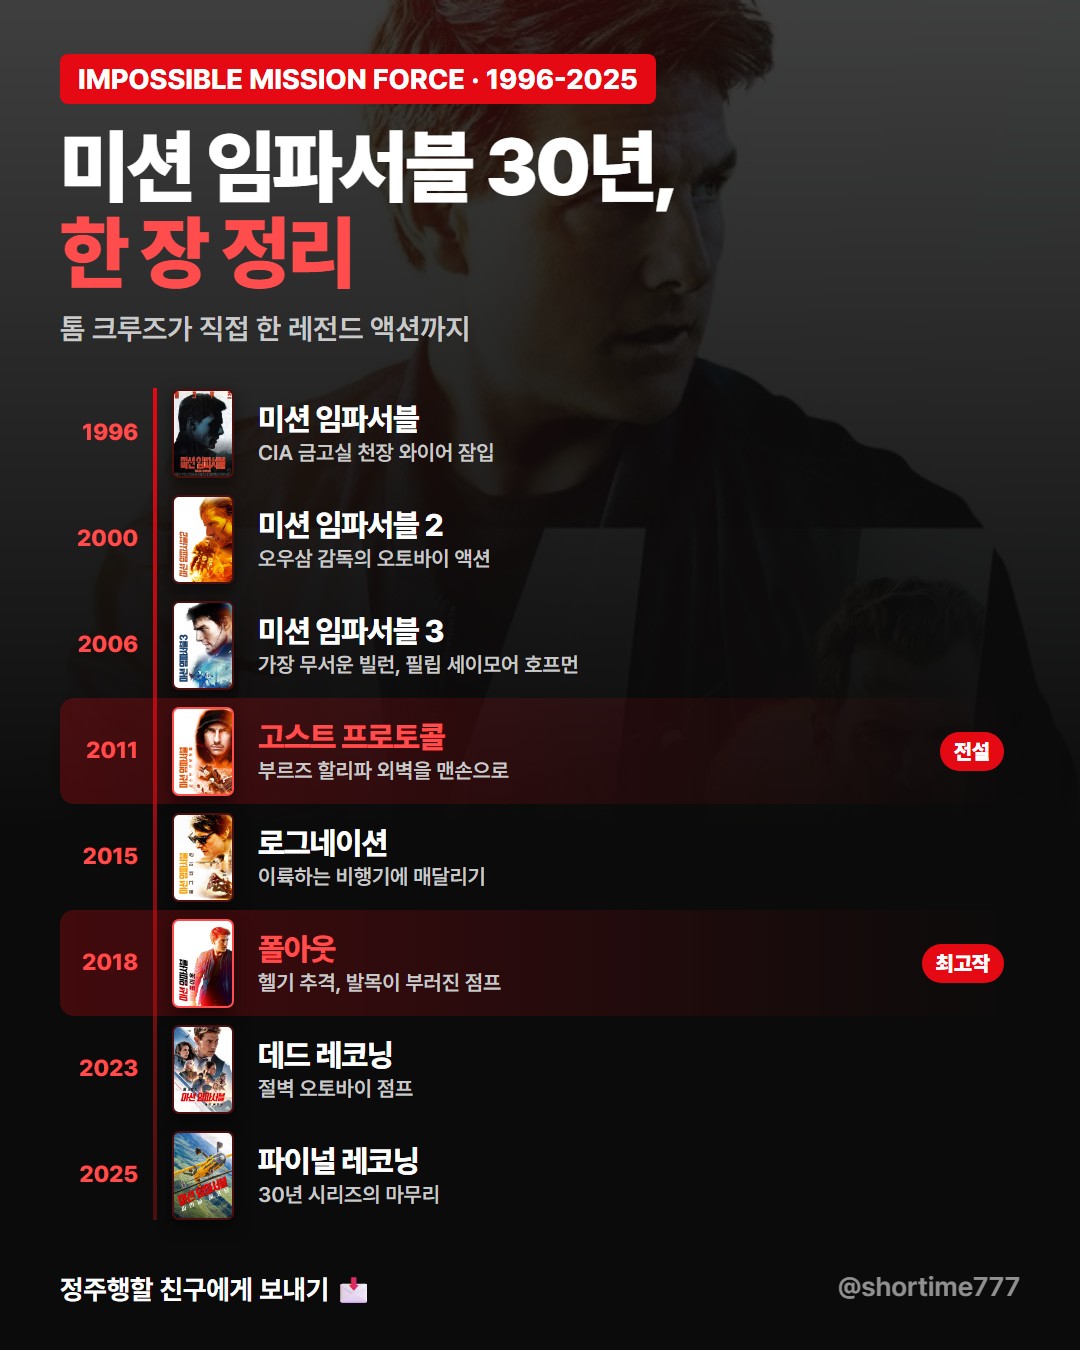 IMPOSSIBLE MISSION FORCE · 1996-2025
미션 임파서블 30년,
한 장 정리
톰 크루즈가 직접 한 레전드 액션까지
1996
미션 임파서블
CIA 금고실 천장 와이어 잠입
2000
미션 임파서블 2
오우삼 감독의 오토바이 액션
2006
미션 임파서블 3
가장 무서운 빌런, 필립 세이모어 호프먼
2011
고스트 프로토콜
부르즈 할리파 외벽을 맨손으로
전설
2015
로그네이션
이륙하는 비행기에 매달리기
2018
폴아웃
헬기 추격, 발목이 부러진 점프
최고작
2023
데드 레코닝
절벽 오토바이 점프
2025
파이널 레코닝
30년 시리즈의 마무리
정주행할 친구에게 보내기
@shortime777